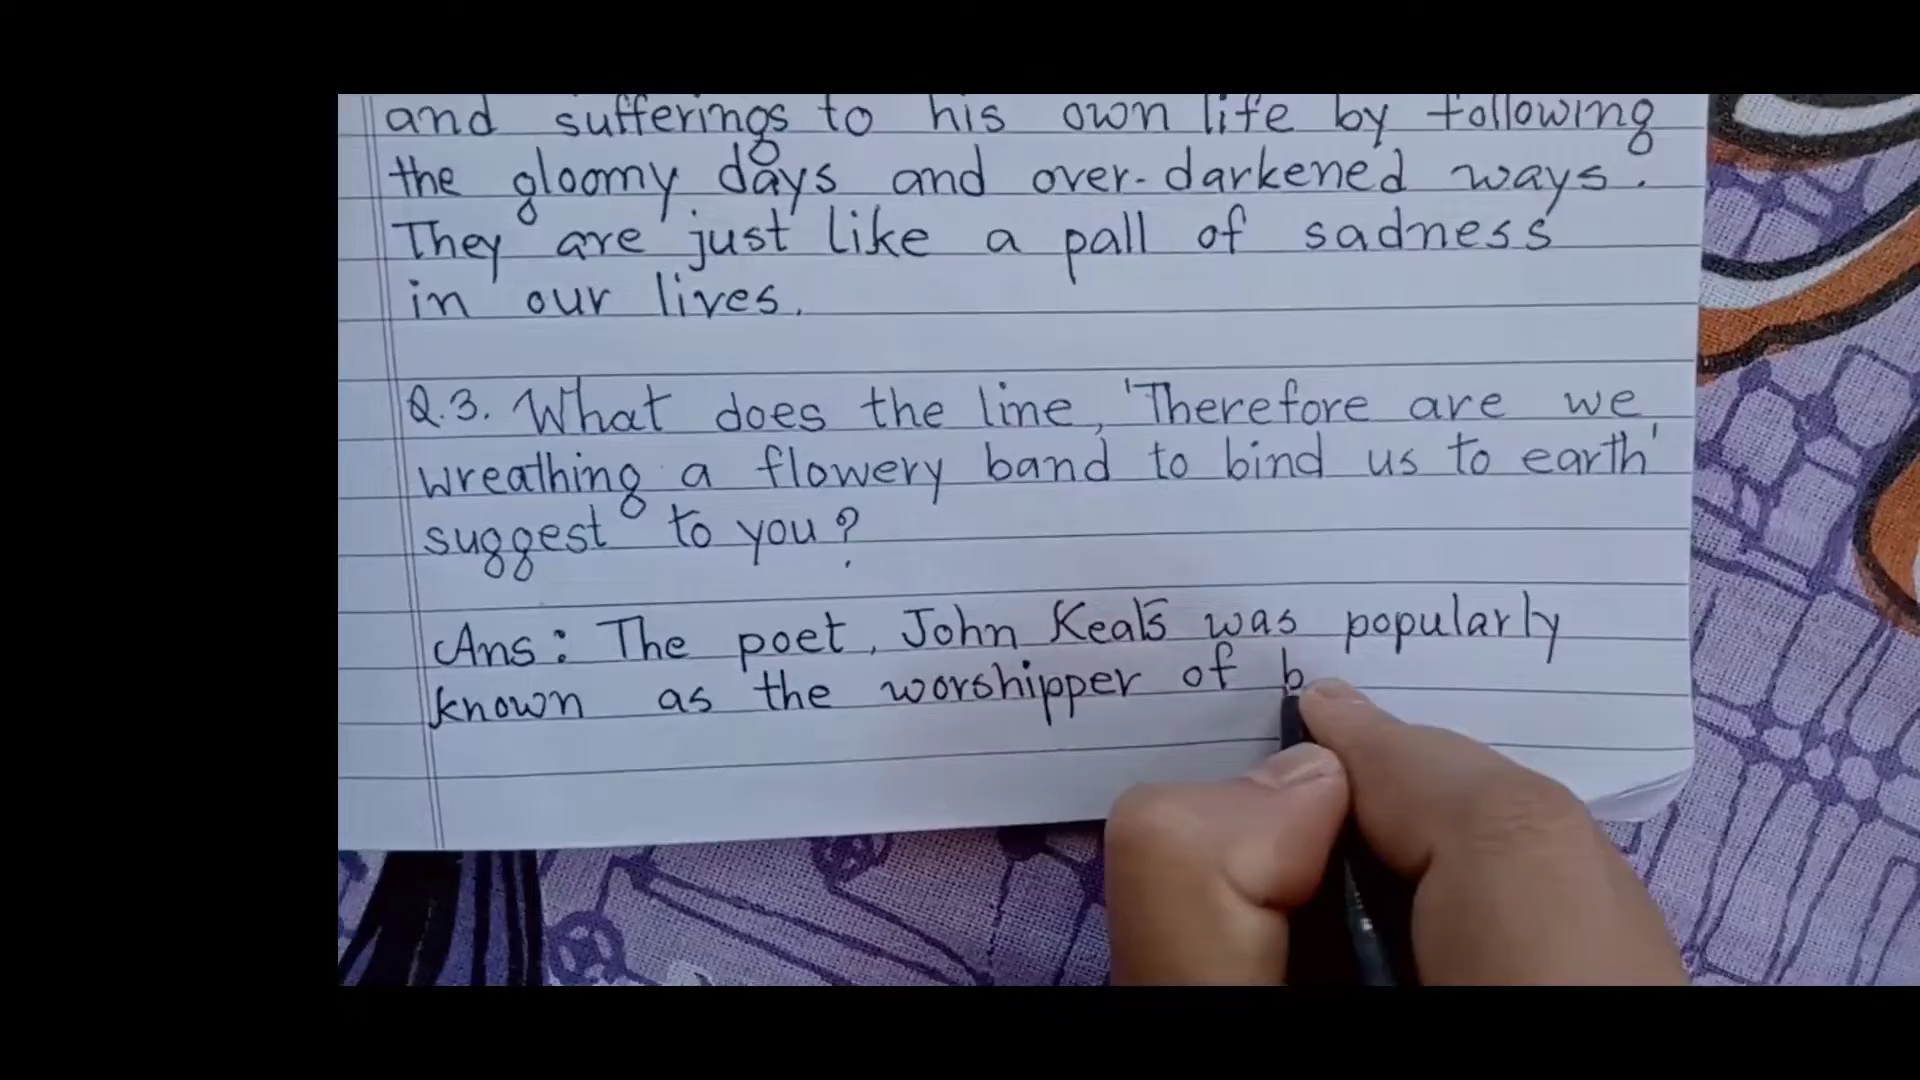 and sufferings to his own life by following
the gloomy days and over-darkened ways.
They are just like a pall of sadness
in our lives.
Q.3. What does the line, 'Therefore are we
wreathing a flowery band to bind us to earth'
suggest to you?
Ans: The poet, John Keats was popularly
known as the worshipper of b